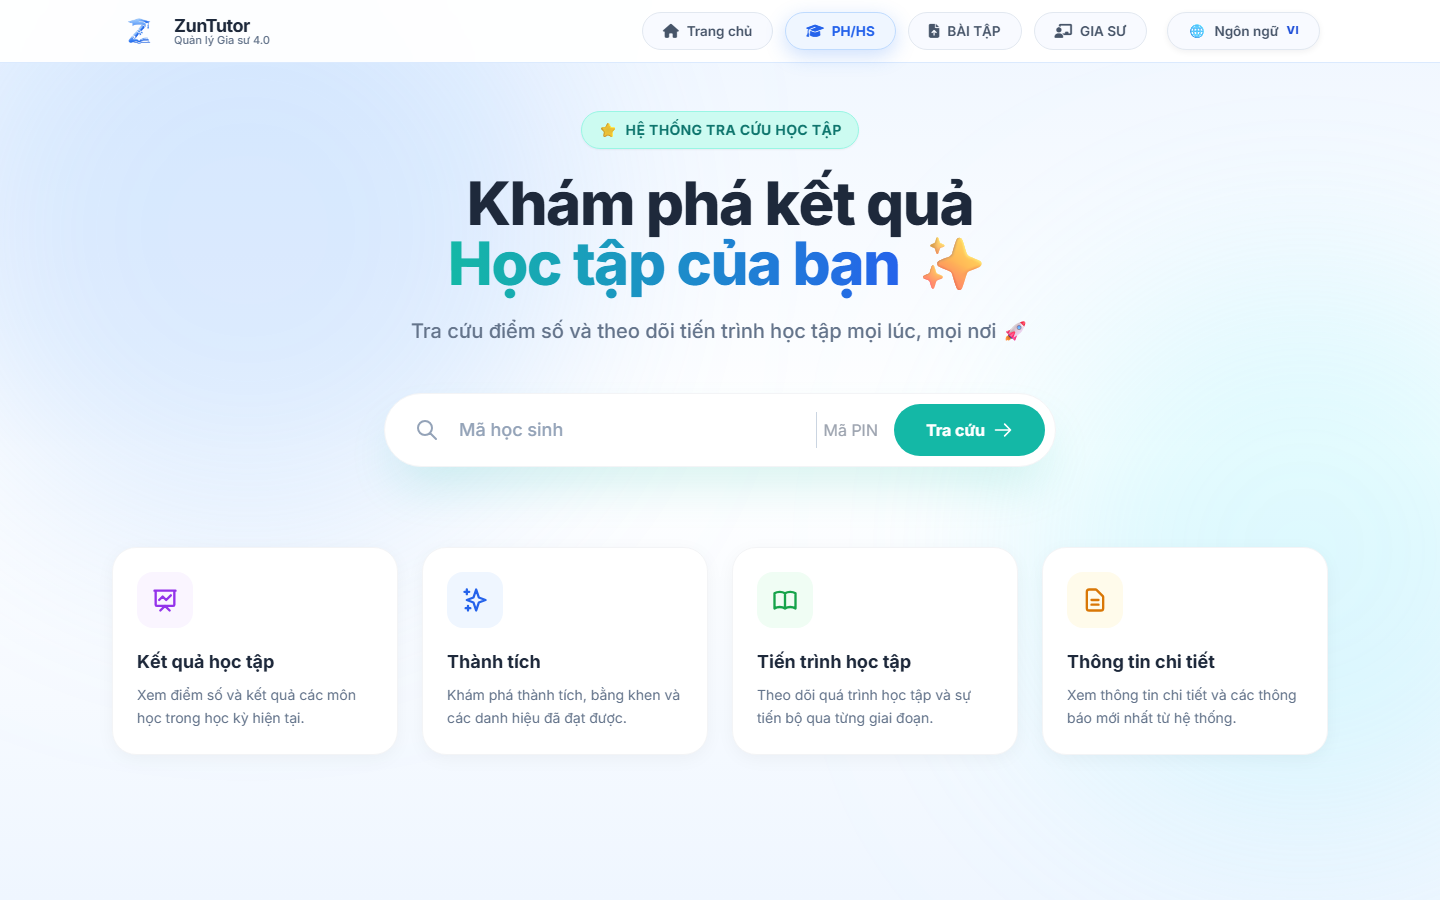 ZunTutor
Quản lý Gia sư 4.0
Trang chủ
PH/HS
BÀI TẬP
GIA SƯ
Ngôn ngữ VI
HỆ THỐNG TRA CỨU HỌC TẬP
Khám phá kết quả
Học tập của bạn ✨
Tra cứu điểm số và theo dõi tiến trình học tập mọi lúc, mọi nơi 🚀
Mã học sinh
Mã PIN
Tra cứu →
Kết quả học tập
Xem điểm số và kết quả các môn
học trong học kỳ hiện tại.
Thành tích
Khám phá thành tích, bằng khen và
các danh hiệu đã đạt được.
Tiến trình học tập
Theo dõi quá trình học tập và sự
tiến bộ qua từng giai đoạn.
Thông tin chi tiết
Xem thông tin chi tiết và các thông
báo mới nhất từ hệ thống.